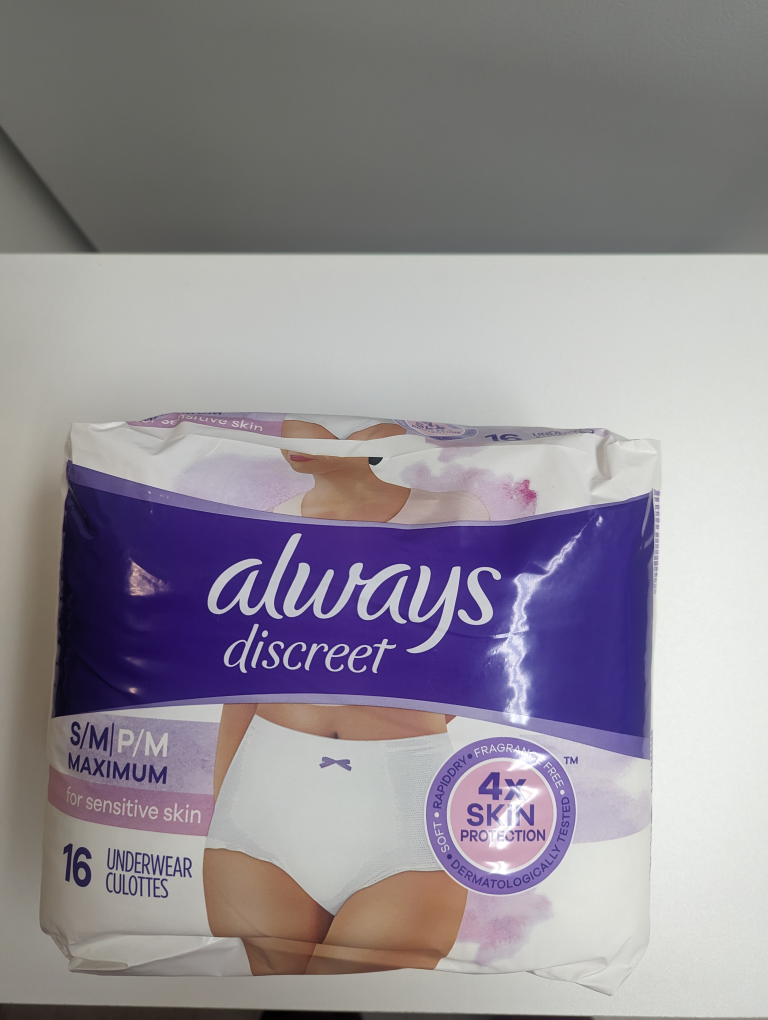 sensitive skin
16
always
discreet
S/M|P/M
MAXIMUM
for sensitive skin
16 UNDERWEAR
CULOTTES
SOFT • RAPIDDRY • FRAGRANCE FREE • DERMATOLOGICALLY TESTED •
TM
4x
SKIN
PROTECTION